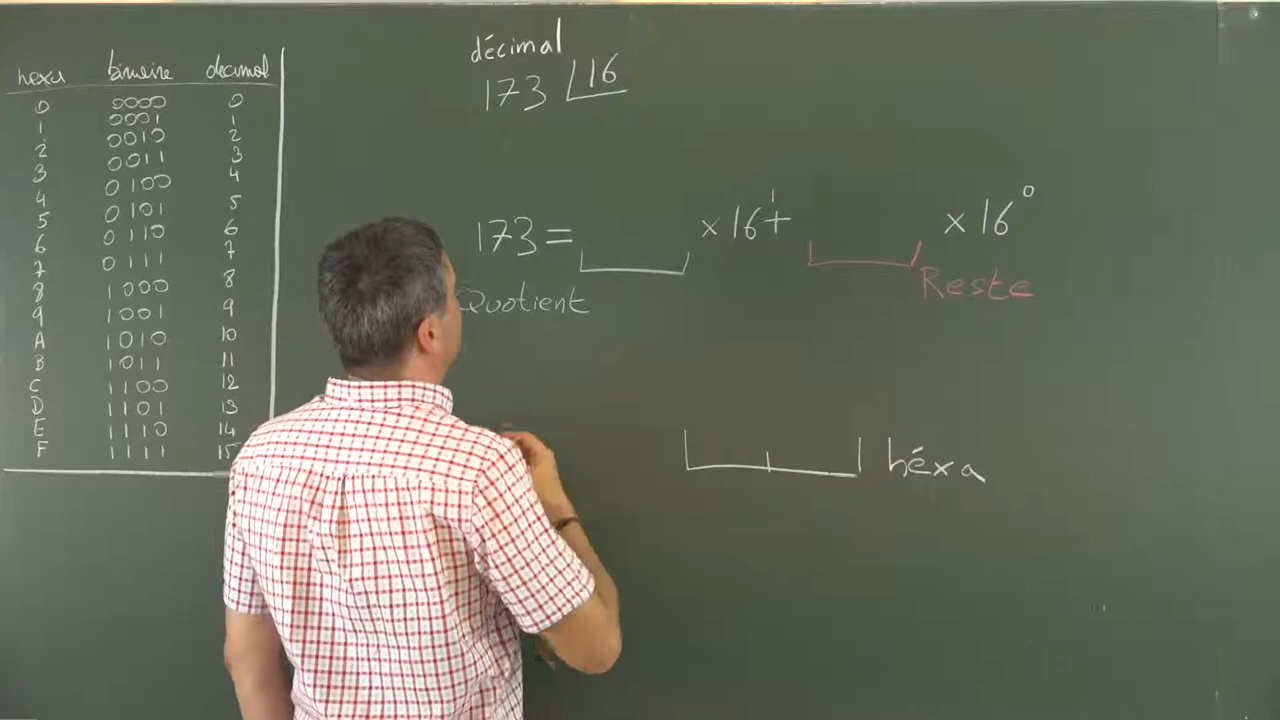 hexa binaire decimal
0 0000 0
1 0001 1
2 0010 2
3 0011 3
4 0100 4
5 0101 5
6 0110 6
7 0111 7
8 1000 8
9 1001 9
A 1010 10
B 1011 11
C 1100 12
D 1101 13
E 1110 14
F 1111 15
décimal
173 16
173 = × 16¹ + × 16⁰
Quotient Reste
héxa